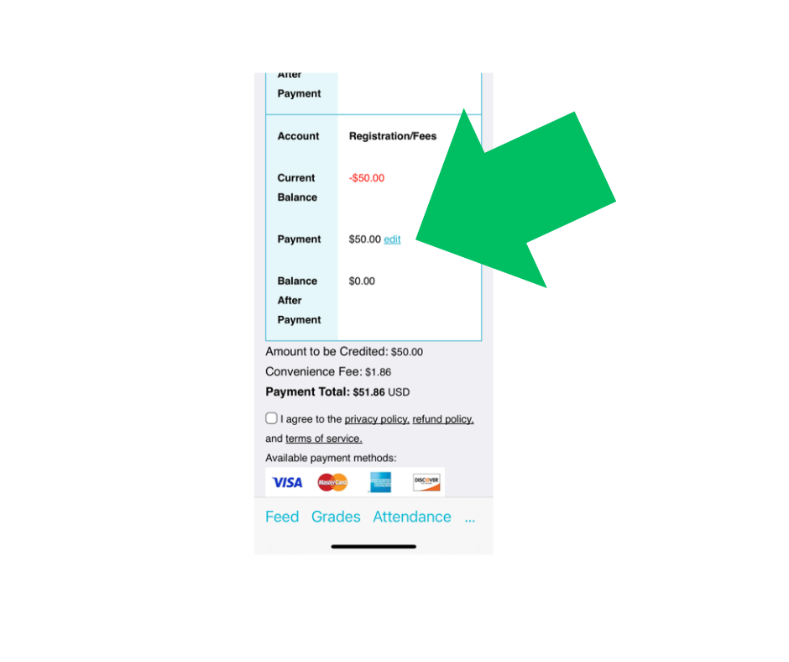 After
Payment
Account Registration/Fees
Current -$50.00
Balance
Payment $50.00 edit
Balance $0.00
After
Payment
Amount to be Credited: $50.00
Convenience Fee: $1.86
Payment Total: $51.86 USD
I agree to the privacy policy, refund policy,
and terms of service.
Available payment methods:
VISA MasterCard DISCOVER
Feed Grades Attendance ...